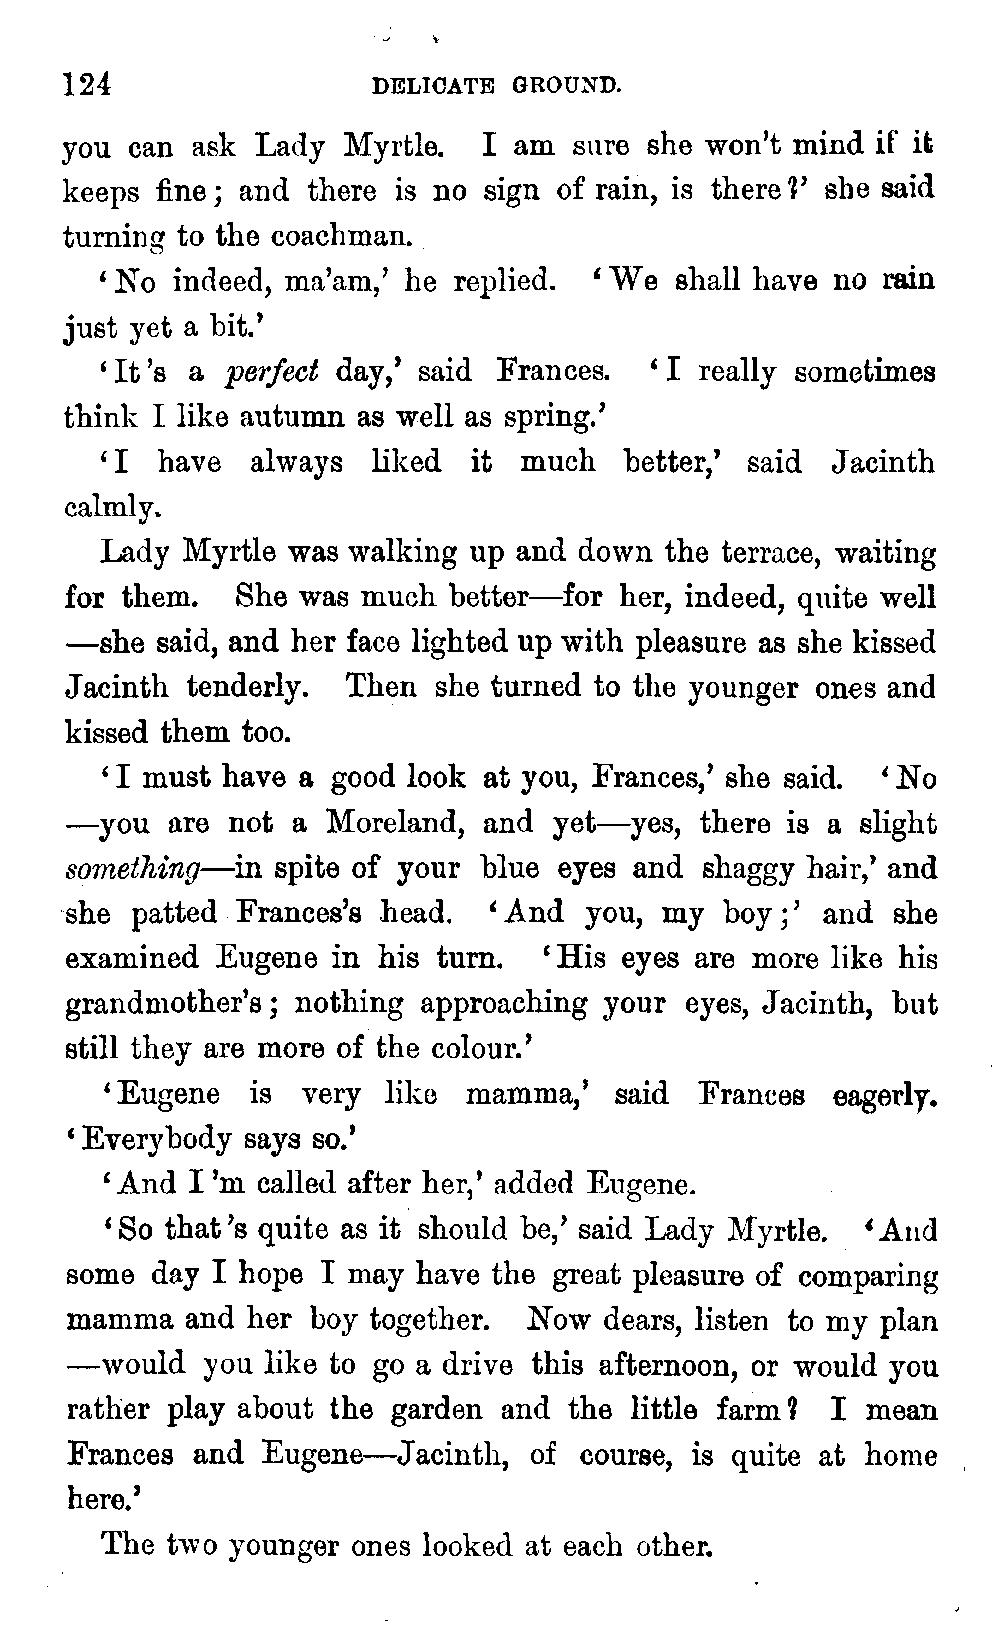 124 DELICATE GROUND.
you can ask Lady Myrtle. I am sure she won't mind if it
keeps fine; and there is no sign of rain, is there?' she said
turning to the coachman.
'No indeed, ma'am,' he replied. 'We shall have no rain
just yet a bit.'
'It's a perfect day,' said Frances. 'I really sometimes
think I like autumn as well as spring.'
'I have always liked it much better,' said Jacinth
calmly.
Lady Myrtle was walking up and down the terrace, waiting
for them. She was much better—for her, indeed, quite well
—she said, and her face lighted up with pleasure as she kissed
Jacinth tenderly. Then she turned to the younger ones and
kissed them too.
'I must have a good look at you, Frances,' she said. 'No
—you are not a Moreland, and yet—yes, there is a slight
something—in spite of your blue eyes and shaggy hair,' and
she patted Frances's head. 'And you, my boy;' and she
examined Eugene in his turn. 'His eyes are more like his
grandmother's; nothing approaching your eyes, Jacinth, but
still they are more of the colour.'
'Eugene is very like mamma,' said Frances eagerly.
'Everybody says so.'
'And I'm called after her,' added Eugene.
'So that's quite as it should be,' said Lady Myrtle. 'And
some day I hope I may have the great pleasure of comparing
mamma and her boy together. Now dears, listen to my plan
—would you like to go a drive this afternoon, or would you
rather play about the garden and the little farm? I mean
Frances and Eugene—Jacinth, of course, is quite at home
here.'
The two younger ones looked at each other.